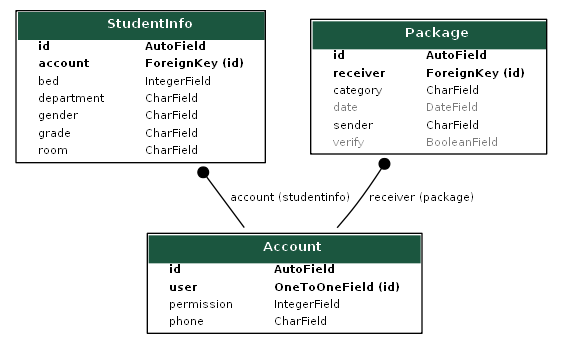 StudentInfo
id AutoField
account ForeignKey (id)
bed IntegerField
department CharField
gender CharField
grade CharField
room CharField
Package
id AutoField
receiver ForeignKey (id)
category CharField
date DateField
sender CharField
verify BooleanField
account (studentinfo)
receiver (package)
Account
id AutoField
user OneToOneField (id)
permission IntegerField
phone CharField